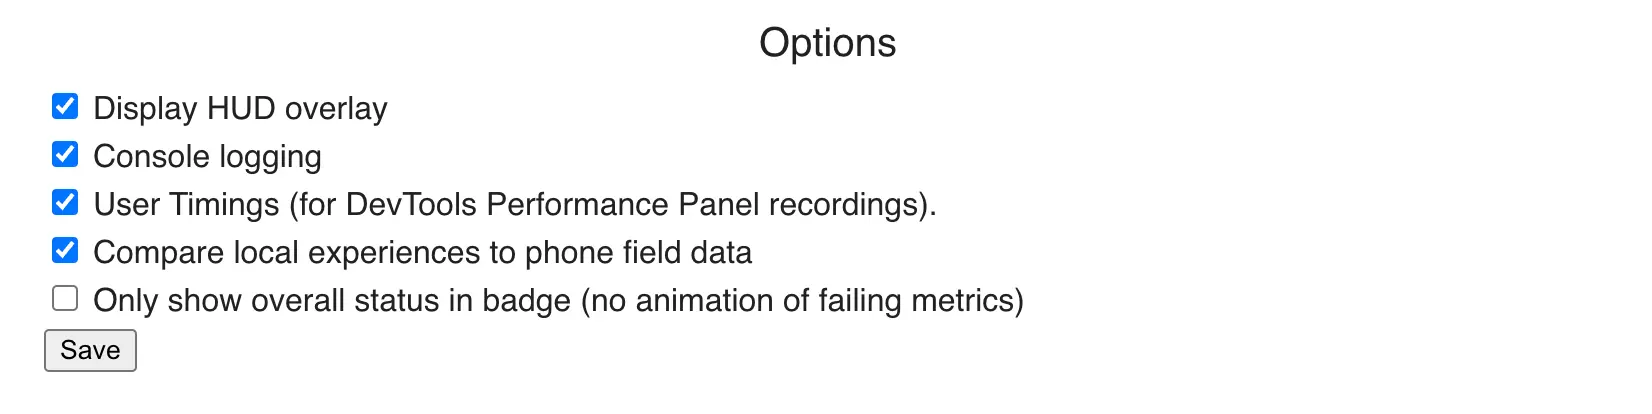 Options
Display HUD overlay
Console logging
User Timings (for DevTools Performance Panel recordings).
Compare local experiences to phone field data
Only show overall status in badge (no animation of failing metrics)
Save